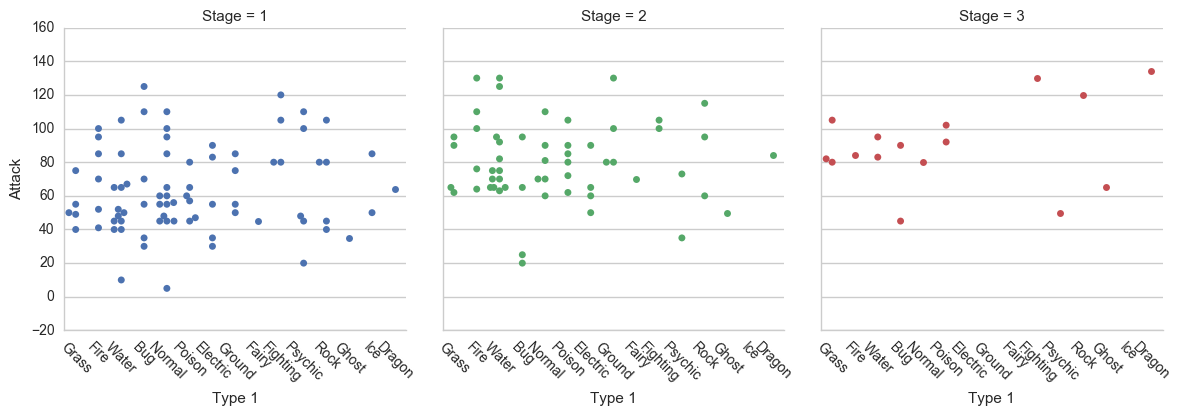 Stage = 1
Stage = 2
Stage = 3
Attack
160
140
120
100
80
60
40
20
0
−20
Grass
Fire
Water
Bug
Normal
Poison
Electric
Ground
Fairy
Fighting
Psychic
Rock
Ghost
Ice
Dragon
Grass
Fire
Water
Bug
Normal
Poison
Electric
Ground
Fairy
Fighting
Psychic
Rock
Ghost
Ice
Dragon
Grass
Fire
Water
Bug
Normal
Poison
Electric
Ground
Fairy
Fighting
Psychic
Rock
Ghost
Ice
Dragon
Type 1
Type 1
Type 1